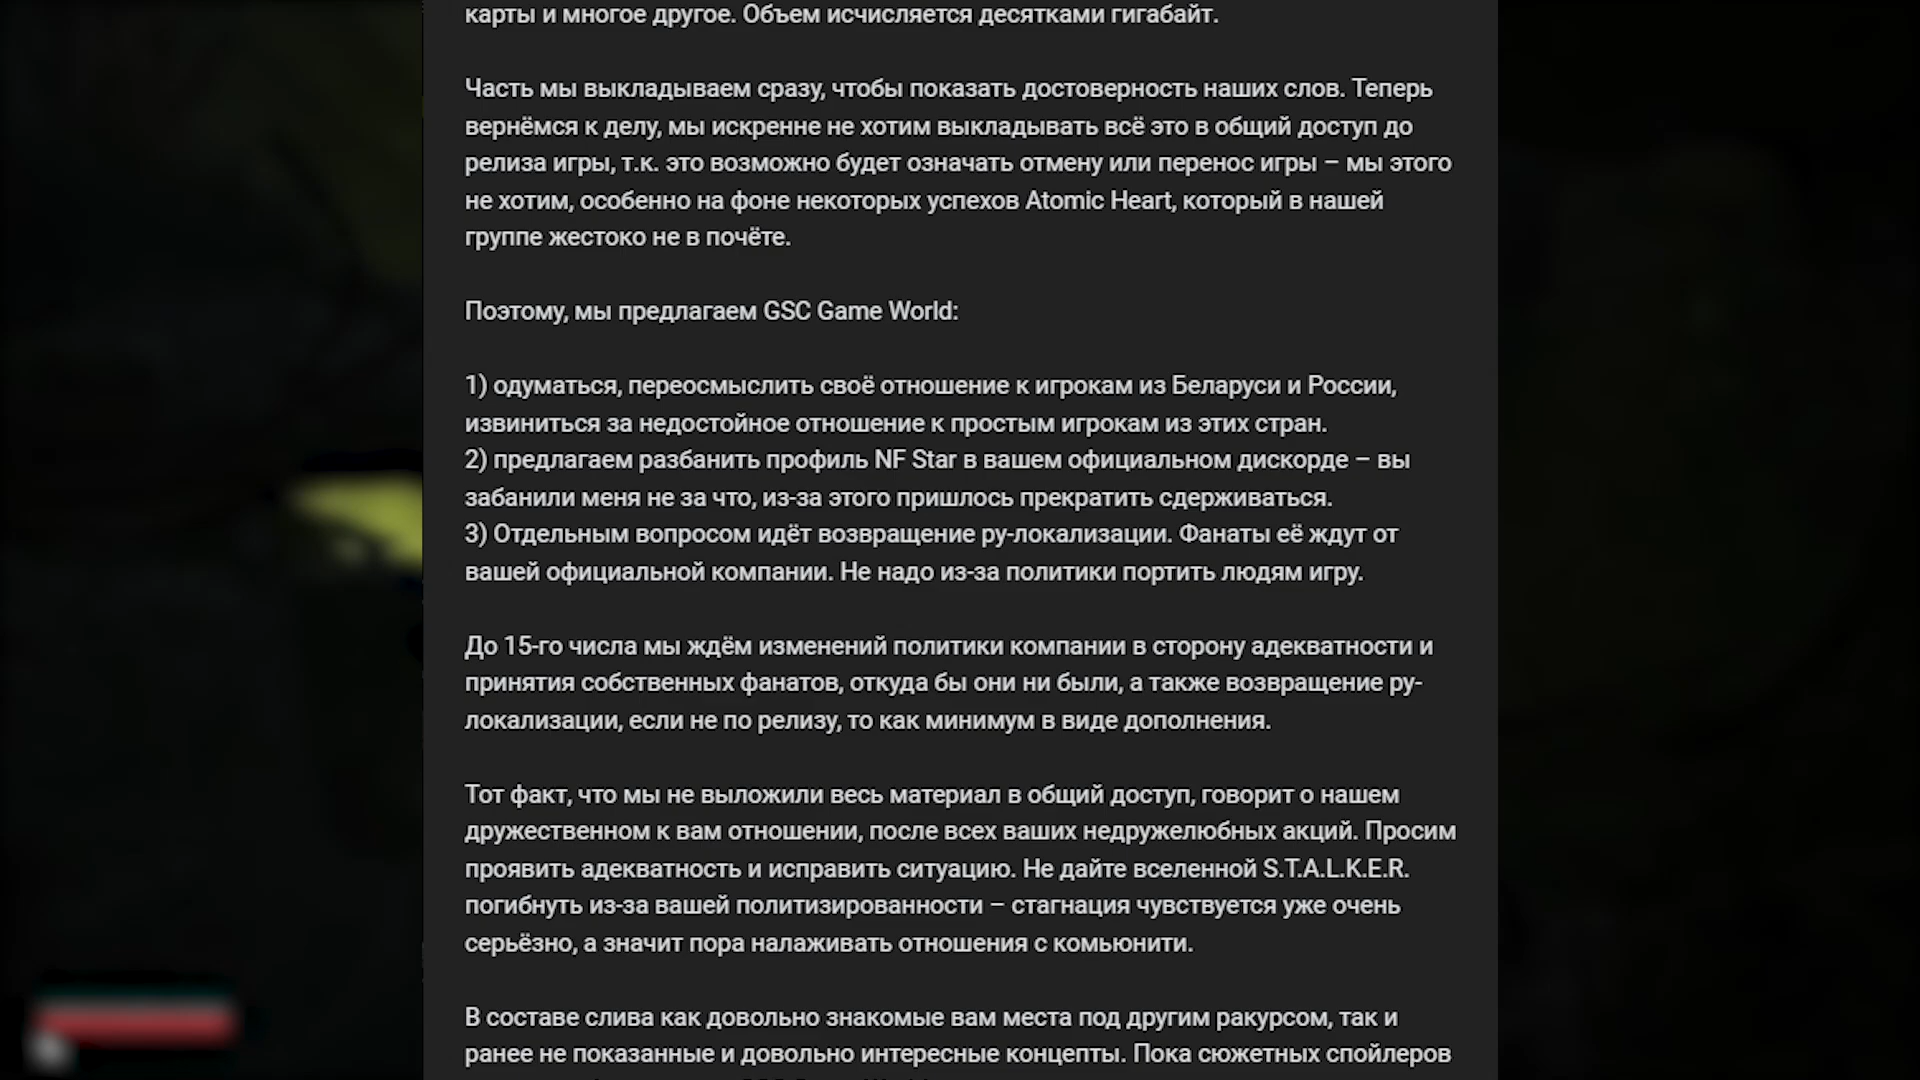 карты и многое другое. Объем исчисляется десятками гигабайт.
Часть мы выкладываем сразу, чтобы показать достоверность наших слов. Теперь
вернёмся к делу, мы искренне не хотим выкладывать всё это в общий доступ до
релиза игры, т.к. это возможно будет означать отмену или перенос игры – мы этого
не хотим, особенно на фоне некоторых успехов Atomic Heart, который в нашей
группе жестоко не в почёте.
Поэтому, мы предлагаем GSC Game World:
1) одуматься, переосмыслить своё отношение к игрокам из Беларуси и России,
извиниться за недостойное отношение к простым игрокам из этих стран.
2) предлагаем разбанить профиль NF Star в вашем официальном дискорде – вы
забанили меня не за что, из-за этого пришлось прекратить сдерживаться.
3) Отдельным вопросом идёт возвращение ру-локализации. Фанаты её ждут от
вашей официальной компании. Не надо из-за политики портить людям игру.
До 15-го числа мы ждём изменений политики компании в сторону адекватности и
принятия собственных фанатов, откуда бы они ни были, а также возвращение ру-
локализации, если не по релизу, то как минимум в виде дополнения.
Тот факт, что мы не выложили весь материал в общий доступ, говорит о нашем
дружественном к вам отношении, после всех ваших недружелюбных акций. Просим
проявить адекватность и исправить ситуацию. Не дайте вселенной S.T.A.L.K.E.R.
погибнуть из-за вашей политизированности – стагнация чувствуется уже очень
серьёзно, а значит пора налаживать отношения с комьюнити.
В составе слива как довольно знакомые вам места под другим ракурсом, так и
ранее не показанные и довольно интересные концепты. Пока сюжетных спойлеров